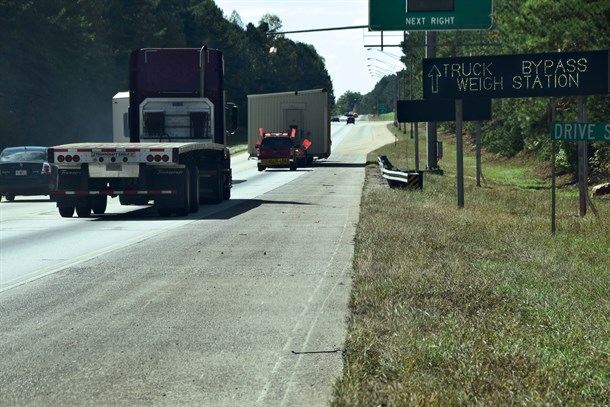 NEXT RIGHT
TRUCK BYPASS
WEIGH STATION
DRIVE